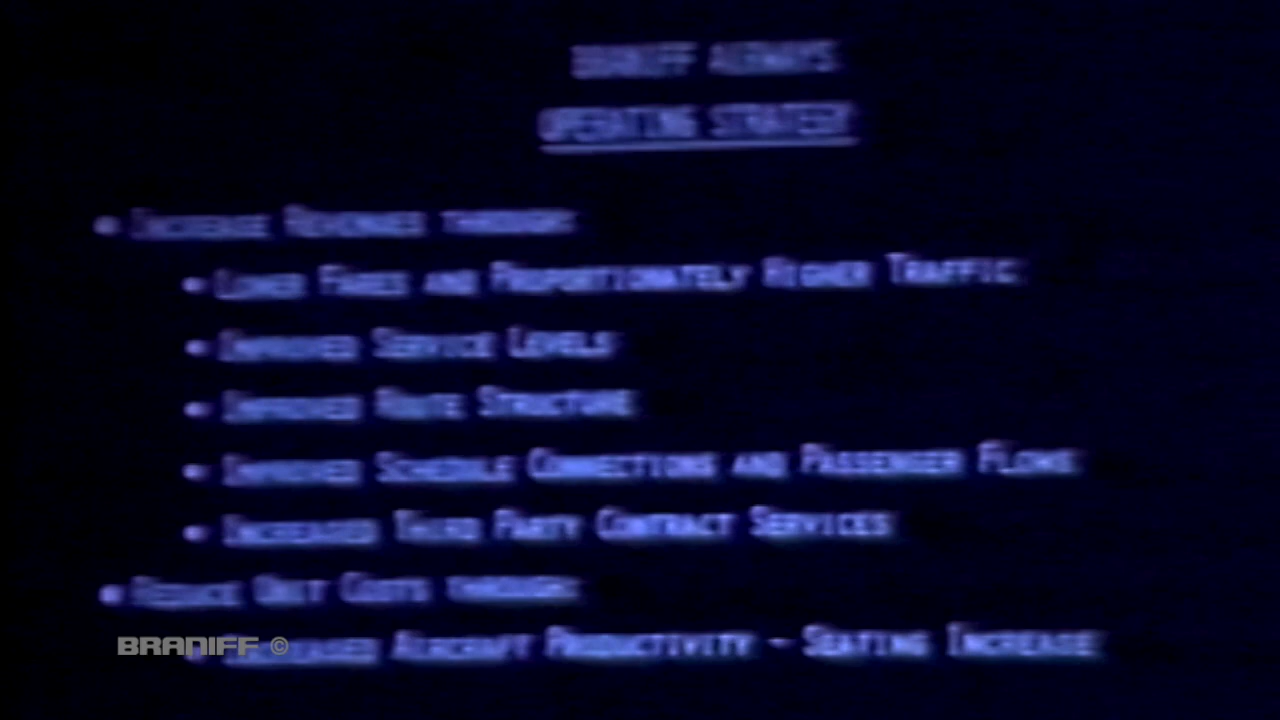 BRANIFF AIRWAYS
OPERATING STRATEGY
• INCREASE REVENUES THROUGH:
• LOWER FARES AND PROPORTIONATELY HIGHER TRAFFIC
• IMPROVED SERVICE LEVELS
• IMPROVED ROUTE STRUCTURE
• IMPROVED SCHEDULE CONNECTIONS AND PASSENGER FLOWS
• INCREASED THIRD PARTY CONTRACT SERVICES
• REDUCE UNIT COSTS THROUGH:
• INCREASED AIRCRAFT PRODUCTIVITY - SEATING INCREASE
BRANIFF ©